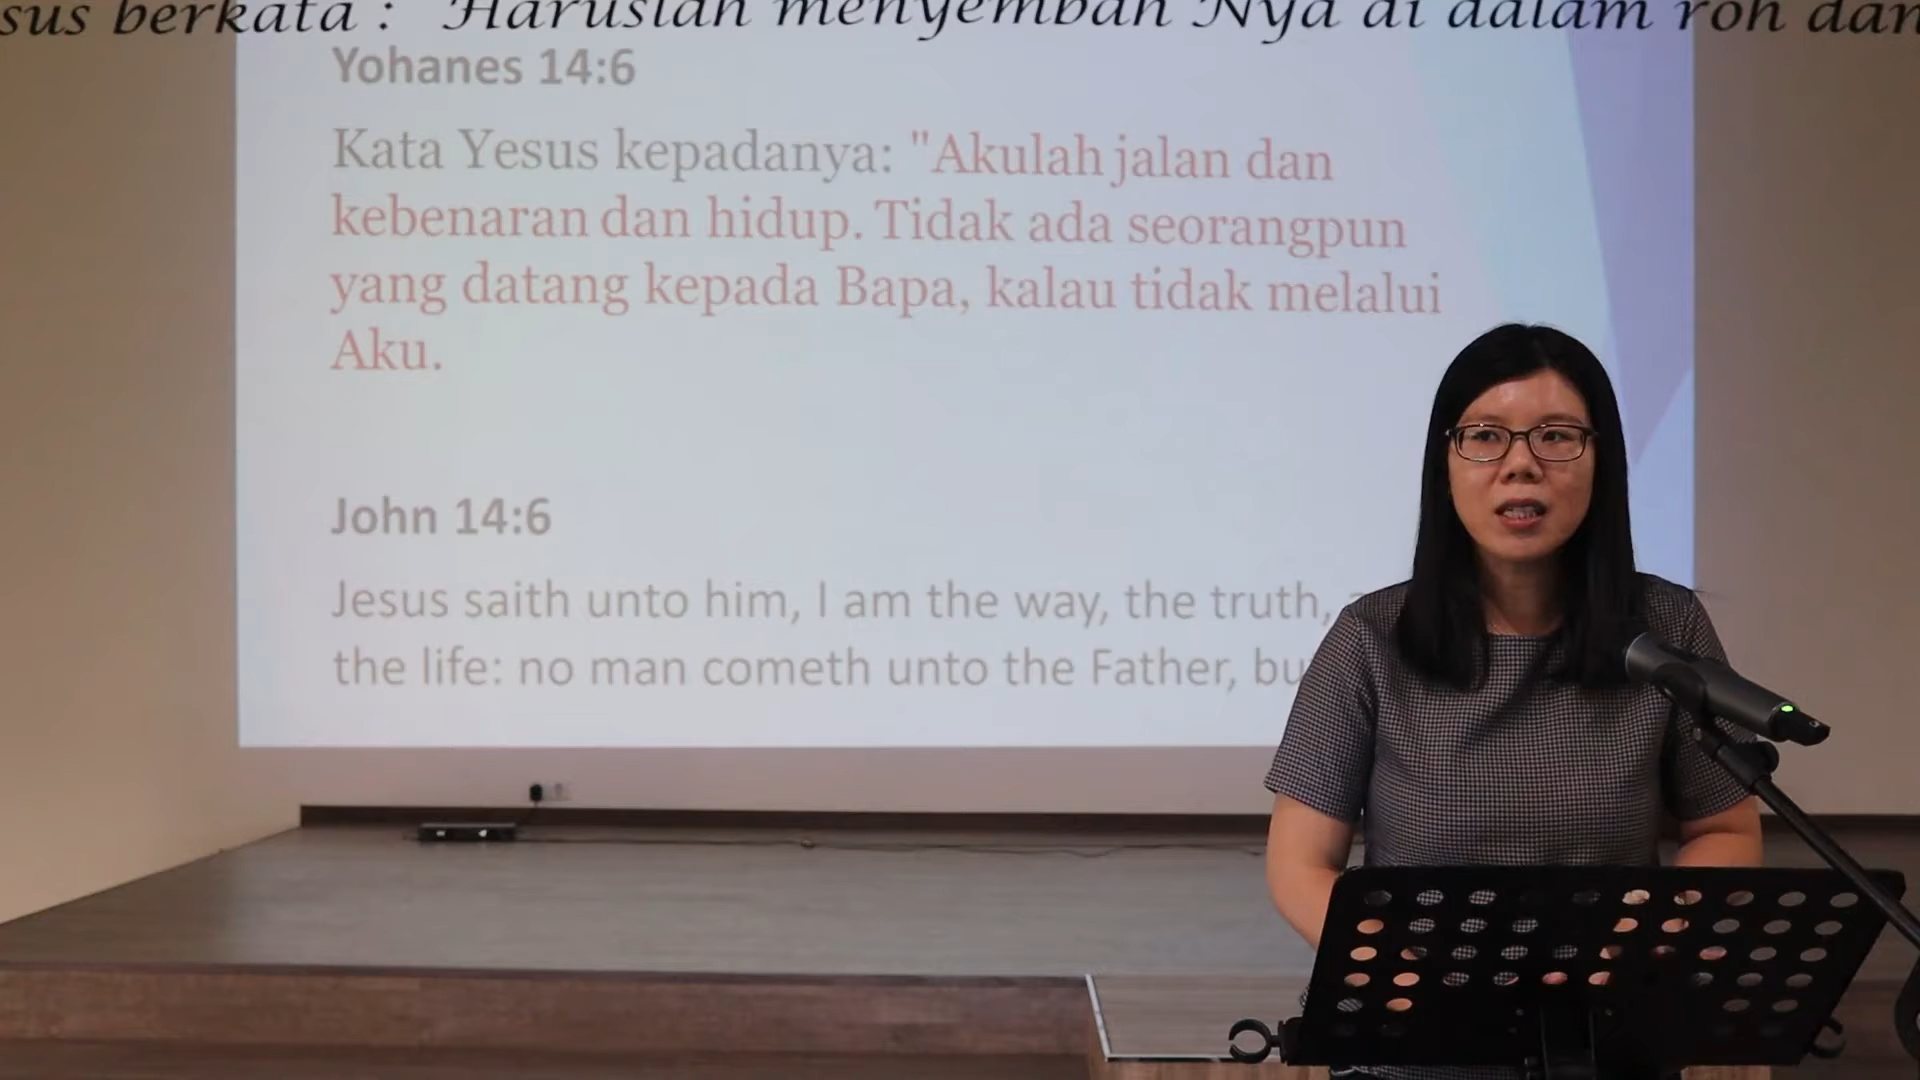 sus berkata : "Haruslah menyembah Nya di dalam roh dan
Yohanes 14:6
Kata Yesus kepadanya: "Akulah jalan dan
kebenaran dan hidup. Tidak ada seorangpun
yang datang kepada Bapa, kalau tidak melalui
Aku.
John 14:6
Jesus saith unto him, I am the way, the truth,
the life: no man cometh unto the Father, bu